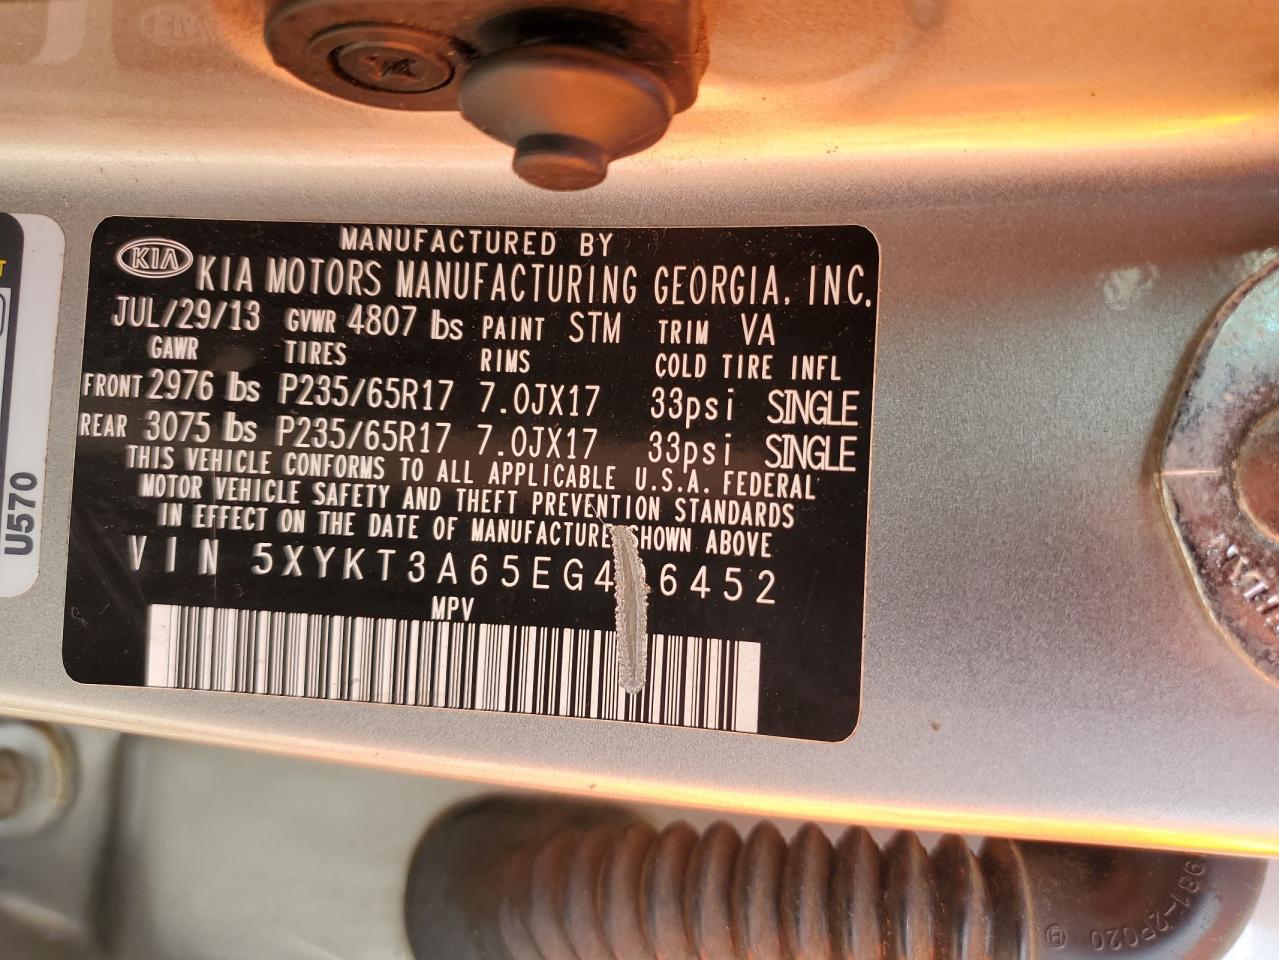 MANUFACTURED BY
KIA KIA MOTORS MANUFACTURING GEORGIA, INC.
JUL/29/13 GVWR 4807 lbs PAINT STM TRIM VA
GAWR TIRES RIMS COLD TIRE INFL
FRONT 2976 lbs P235/65R17 7.0JX17 33psi SINGLE
REAR 3075 lbs P235/65R17 7.0JX17 33psi SINGLE
THIS VEHICLE CONFORMS TO ALL APPLICABLE U.S.A. FEDERAL
MOTOR VEHICLE SAFETY AND THEFT PREVENTION STANDARDS
IN EFFECT ON THE DATE OF MANUFACTURE SHOWN ABOVE
VIN
MPV
U570